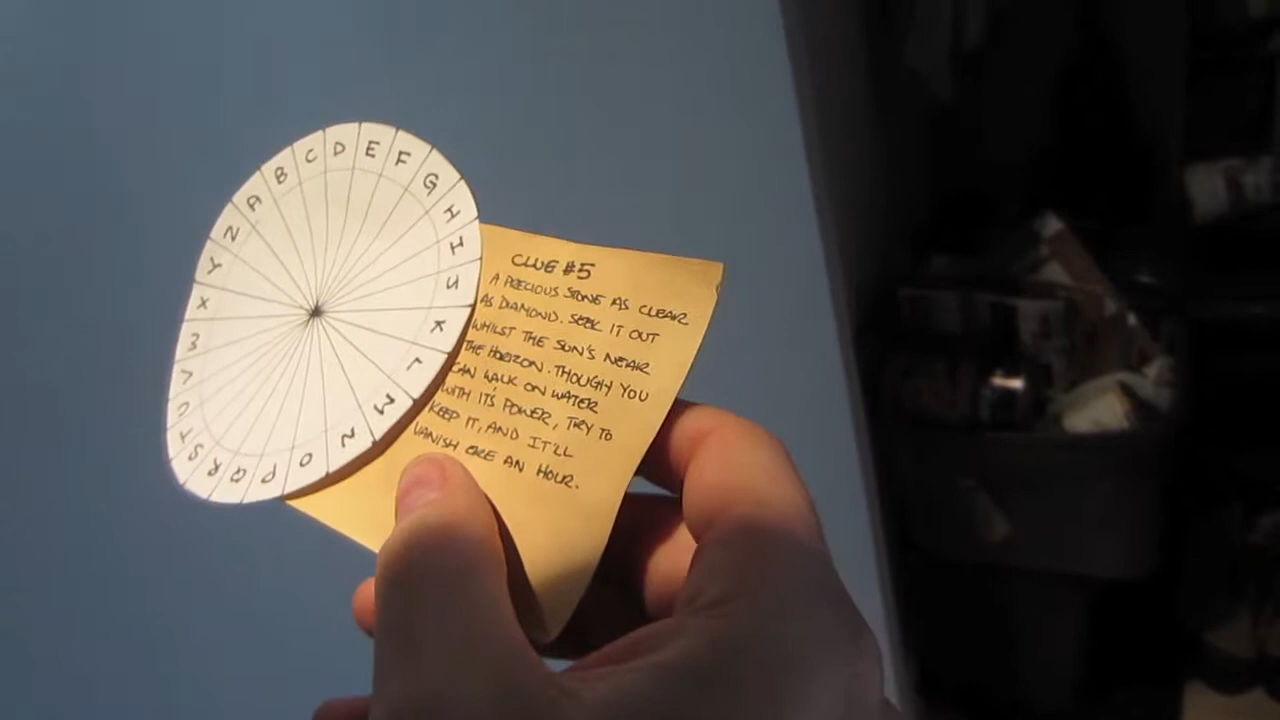 A B C D E F G H I J K L M N O P Q R S T U V W X Y Z
CLUE #5
A PRECIOUS STONE AS CLEAR
AS DIAMOND. SEEK IT OUT
WHILST THE SUN'S NEAR
THE HORIZON. THOUGH YOU
CAN WALK ON WATER
WITH IT'S POWER, TRY TO
KEEP IT, AND IT'LL
VANISH ERE AN HOUR.